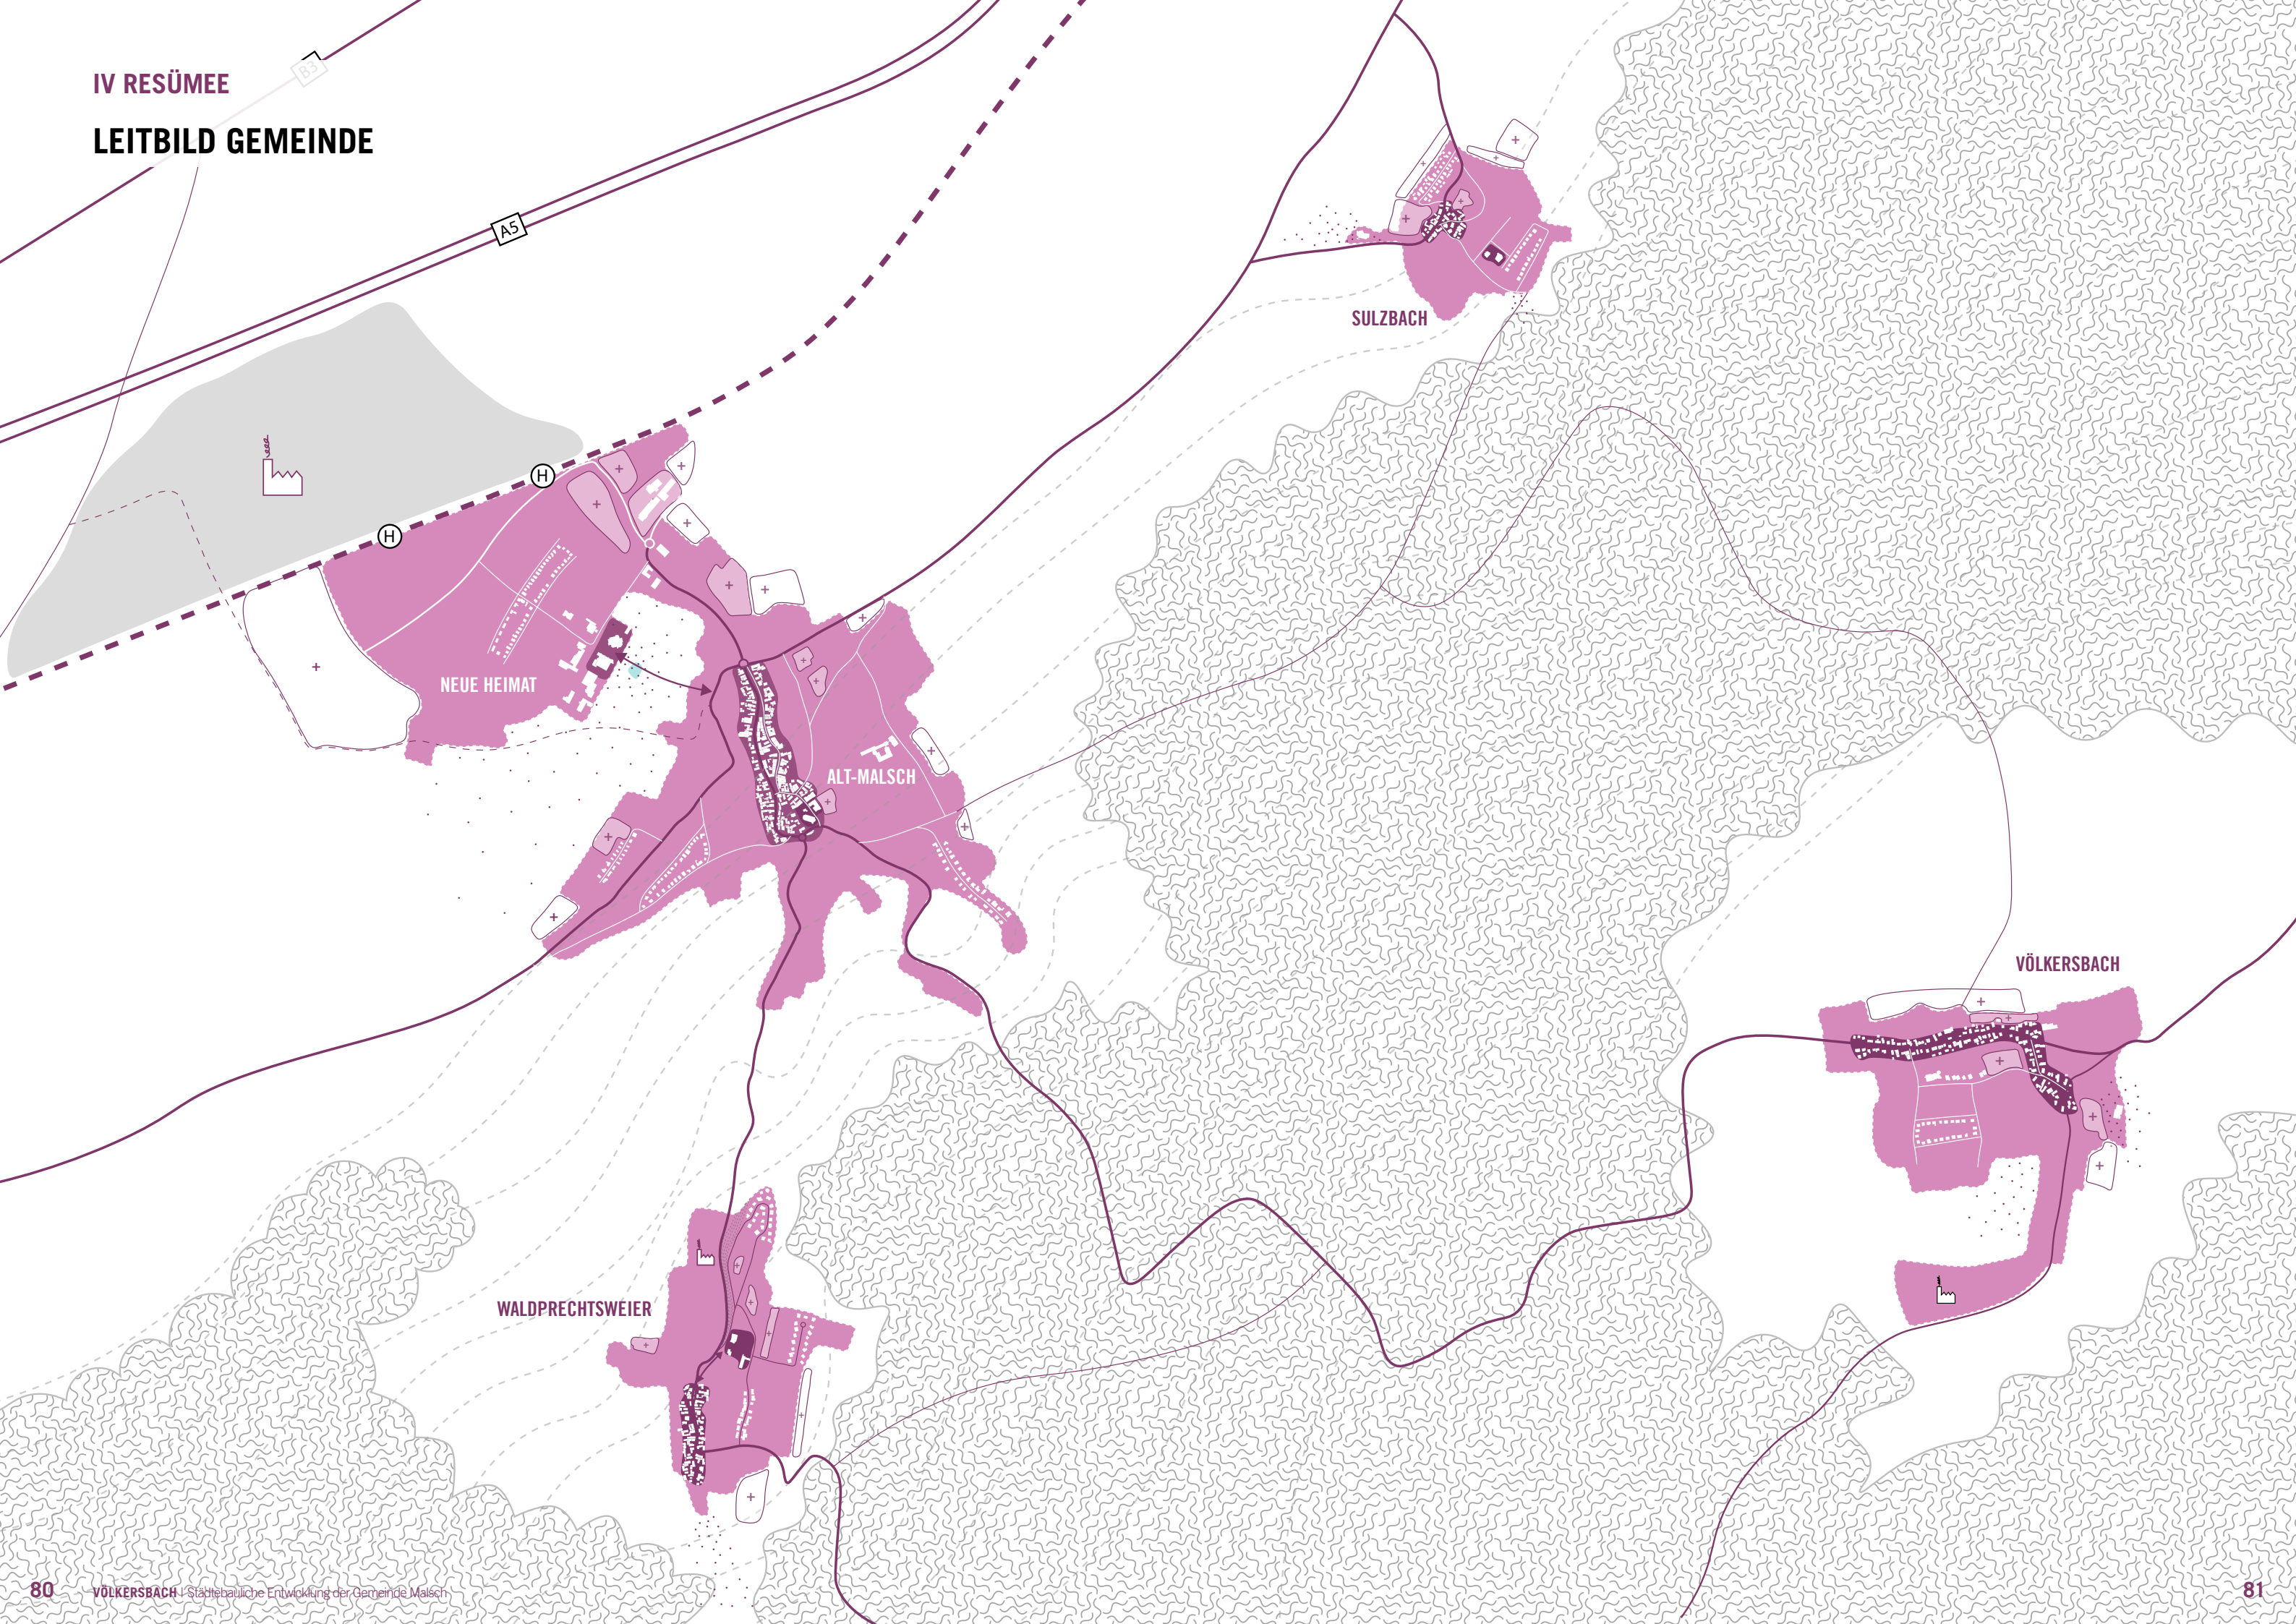 B3
IV RESÜMEE
LEITBILD GEMEINDE
A5
SULZBACH
H
H
NEUE HEIMAT
ALT-MALSCH
VÖLKERSBACH
WALDPRECHTSWEIER
80
VÖLKERSBACH | Städtebauliche Entwicklung der Gemeinde Malsch
81